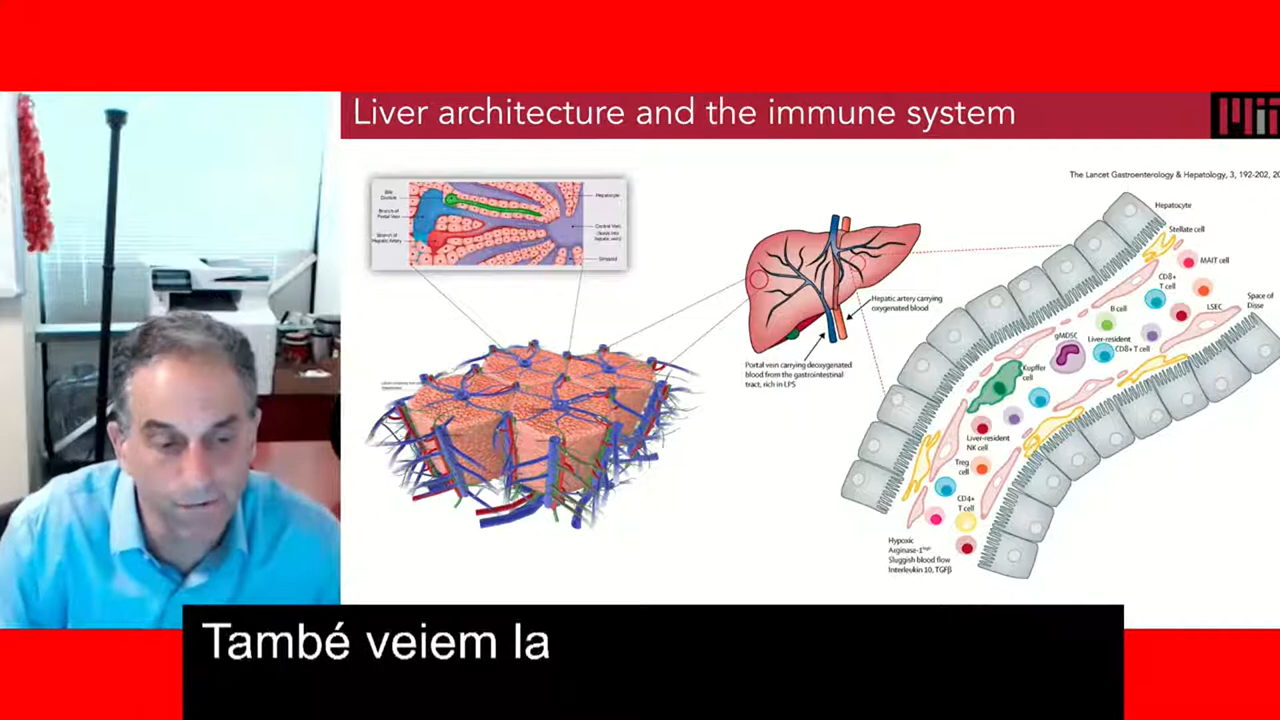 Liver architecture and the immune system
MIT
The Lancet Gastroenterology & Hepatology, 3, 192-202, 20
Bile
Ductule
Branch of
Portal Vein
Branch of
Hepatic Artery
Hepatocyte
Central Vein
Sinusoid
Hepatic artery carrying
oxygenated blood
Portal vein carrying deoxygenated
blood from the gastrointestinal
tract, rich in LPS
Hepatocyte
Stellate cell
MAIT cell
CD8+
T cell
LSEC
Space of
Disse
B cell
gMDSC
Liver-resident
CD8+ T cell
Kupffer
cell
Liver-resident
NK cell
Treg
cell
CD4+
T cell
Hypoxic
Arginase-1ʰⁱᵍʰ
Sluggish blood flow
Interleukin 10, TGFβ
També veiem la